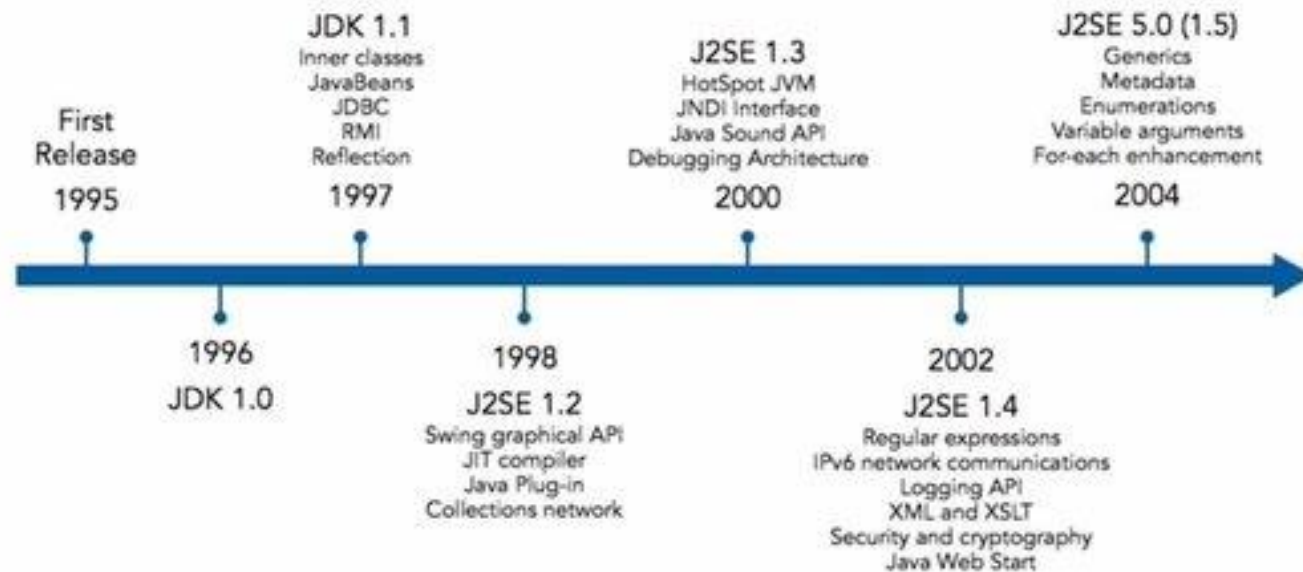 First
Release
1995
1996
JDK 1.0
JDK 1.1
Inner classes
JavaBeans
JDBC
RMI
Reflection
1997
1998
J2SE 1.2
Swing graphical API
JIT compiler
Java Plug-in
Collections network
J2SE 1.3
HotSpot JVM
JNDI Interface
Java Sound API
Debugging Architecture
2000
2002
J2SE 1.4
Regular expressions
IPv6 network communications
Logging API
XML and XSLT
Security and cryptography
Java Web Start
J2SE 5.0 (1.5)
Generics
Metadata
Enumerations
Variable arguments
For-each enhancement
2004